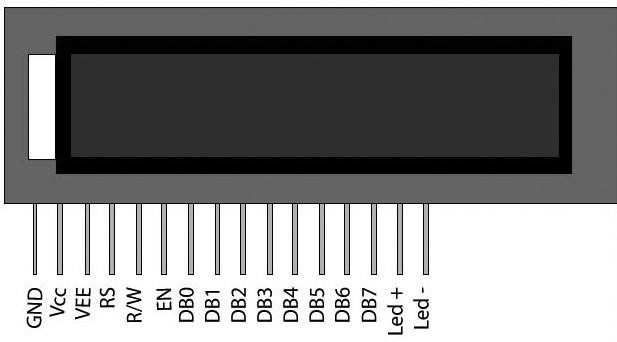 GND
Vcc
VEE
RS
R/W
EN
DB0
DB1
DB2
DB3
DB4
DB5
DB6
DB7
Led +
Led -